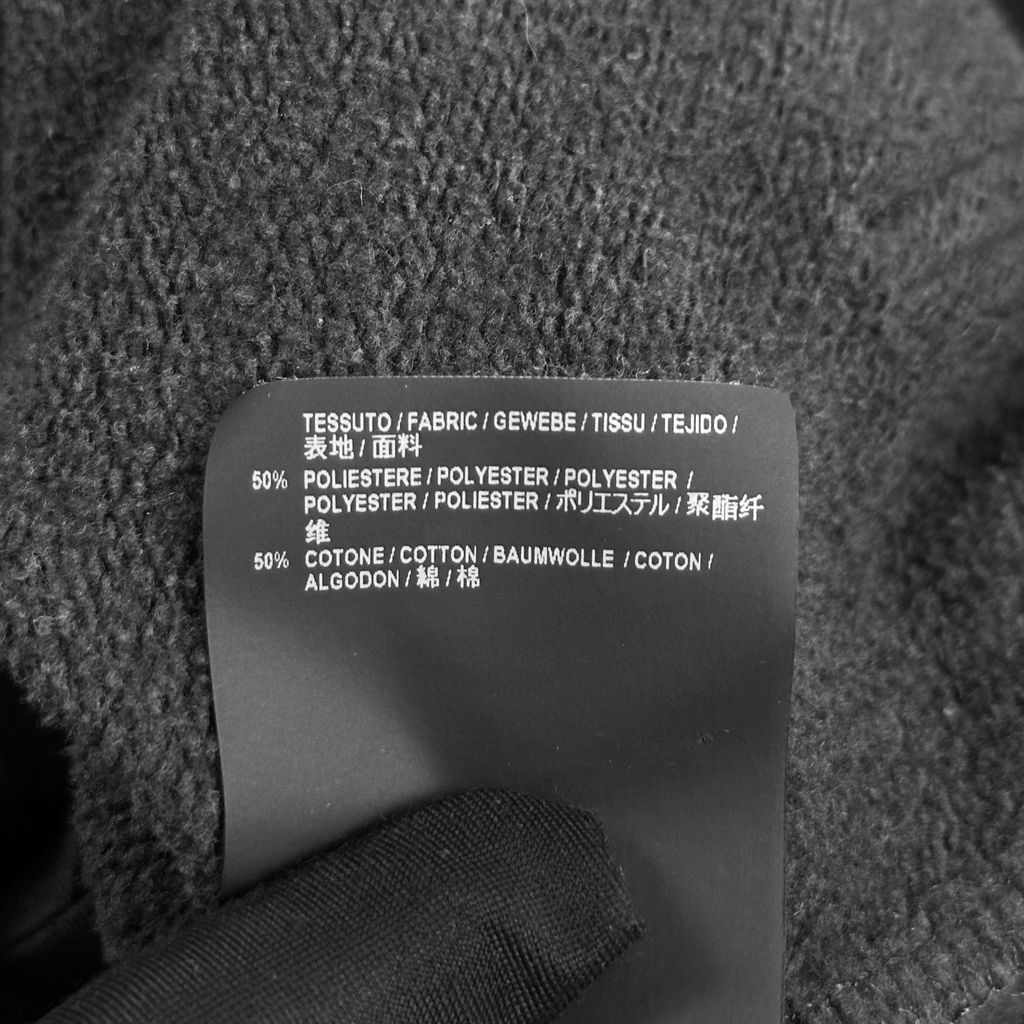 TESSUTO / FABRIC / GEWEBE / TISSU / TEJIDO /
表地 / 面料
50% POLIESTERE / POLYESTER / POLYESTER /
POLYESTER / POLIESTER / ポリエステル / 聚酯纤
维
50% COTONE / COTTON / BAUMWOLLE / COTON /
ALGODON / 綿 / 棉